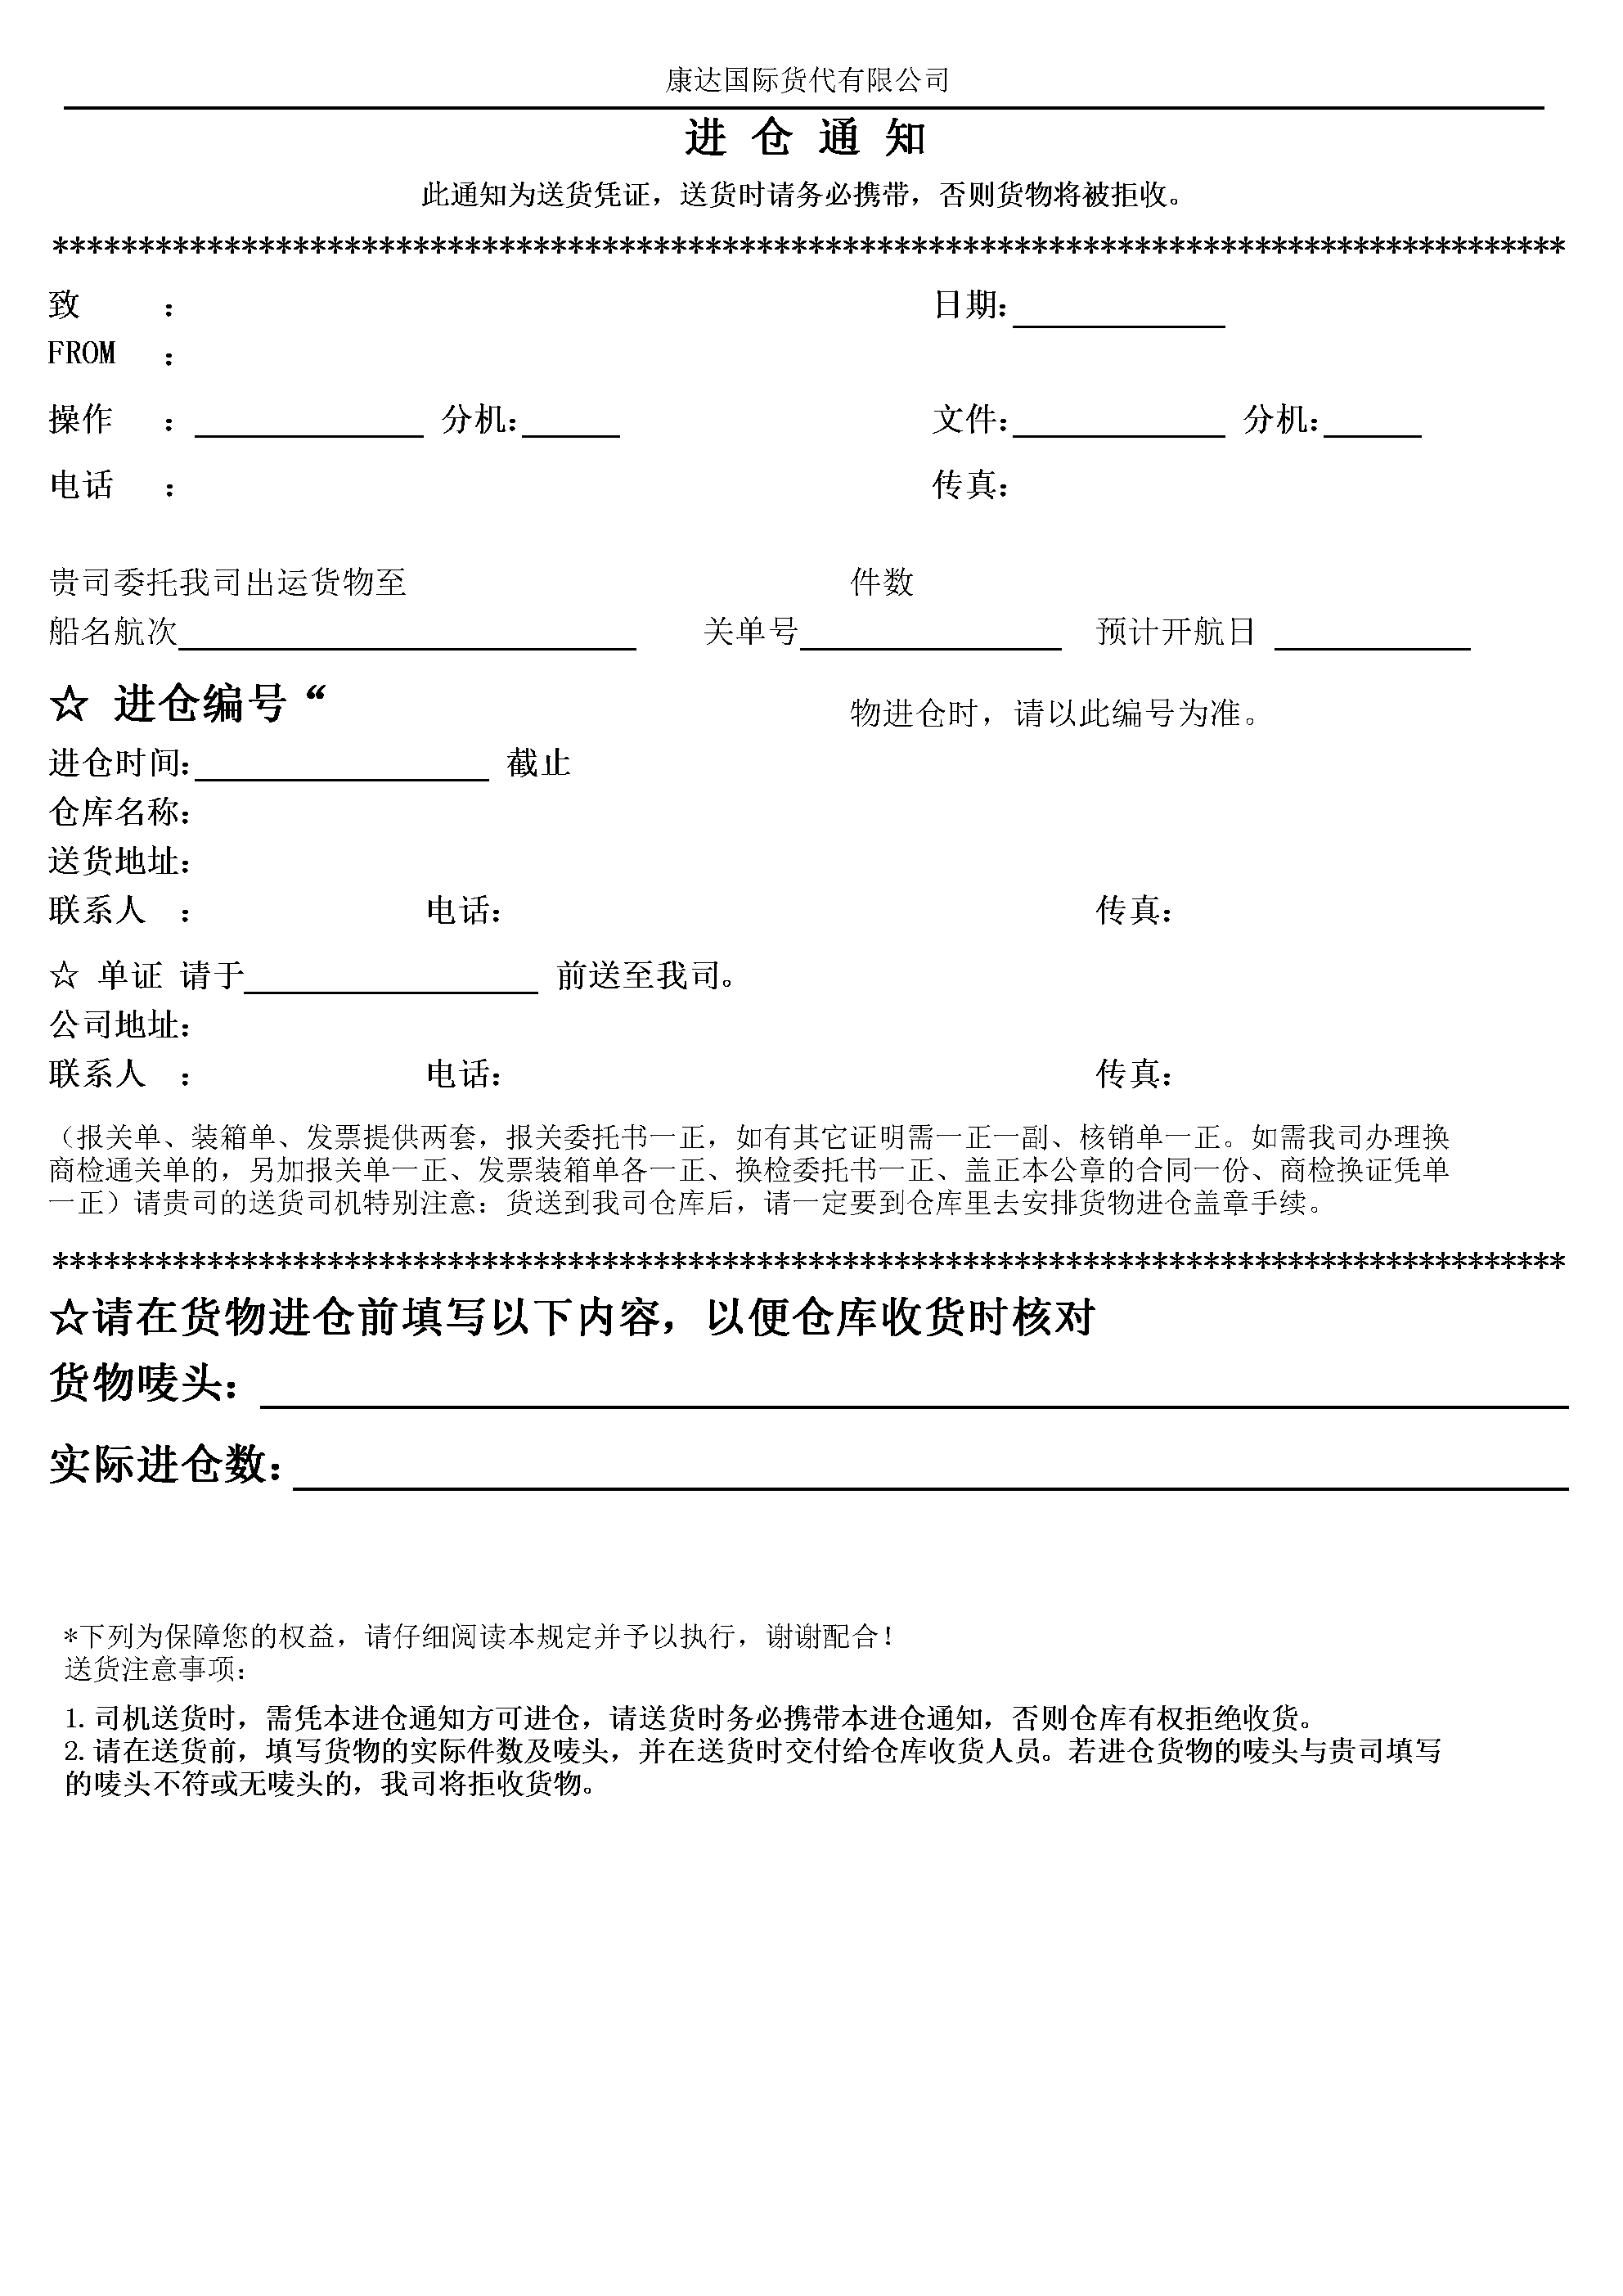 康达国际货代有限公司
进 仓 通 知
此通知为送货凭证，送货时请务必携带，否则货物将被拒收。
****************************************************************************************
致 ： 日期：
FROM ：
操作 ： 分机： 文件： 分机：
电话 ： 传真：
贵司委托我司出运货物至 件数
船名航次 关单号 预计开航日
☆ 进仓编号“ 物进仓时，请以此编号为准。
进仓时间： 截止
仓库名称：
送货地址：
联系人 ： 电话： 传真：
☆ 单证 请于 前送至我司。
公司地址：
联系人 ： 电话： 传真：
（报关单、装箱单、发票提供两套，报关委托书一正，如有其它证明需一正一副、核销单一正。如需我司办理换
商检通关单的，另加报关单一正、发票装箱单各一正、换检委托书一正、盖正本公章的合同一份、商检换证凭单
一正）请贵司的送货司机特别注意：货送到我司仓库后，请一定要到仓库里去安排货物进仓盖章手续。
****************************************************************************************
☆请在货物进仓前填写以下内容，以便仓库收货时核对
货物唛头：
实际进仓数：
*下列为保障您的权益，请仔细阅读本规定并予以执行，谢谢配合！
送货注意事项：
1.司机送货时，需凭本进仓通知方可进仓，请送货时务必携带本进仓通知，否则仓库有权拒绝收货。
2.请在送货前，填写货物的实际件数及唛头，并在送货时交付给仓库收货人员。若进仓货物的唛头与贵司填写
的唛头不符或无唛头的，我司将拒收货物。